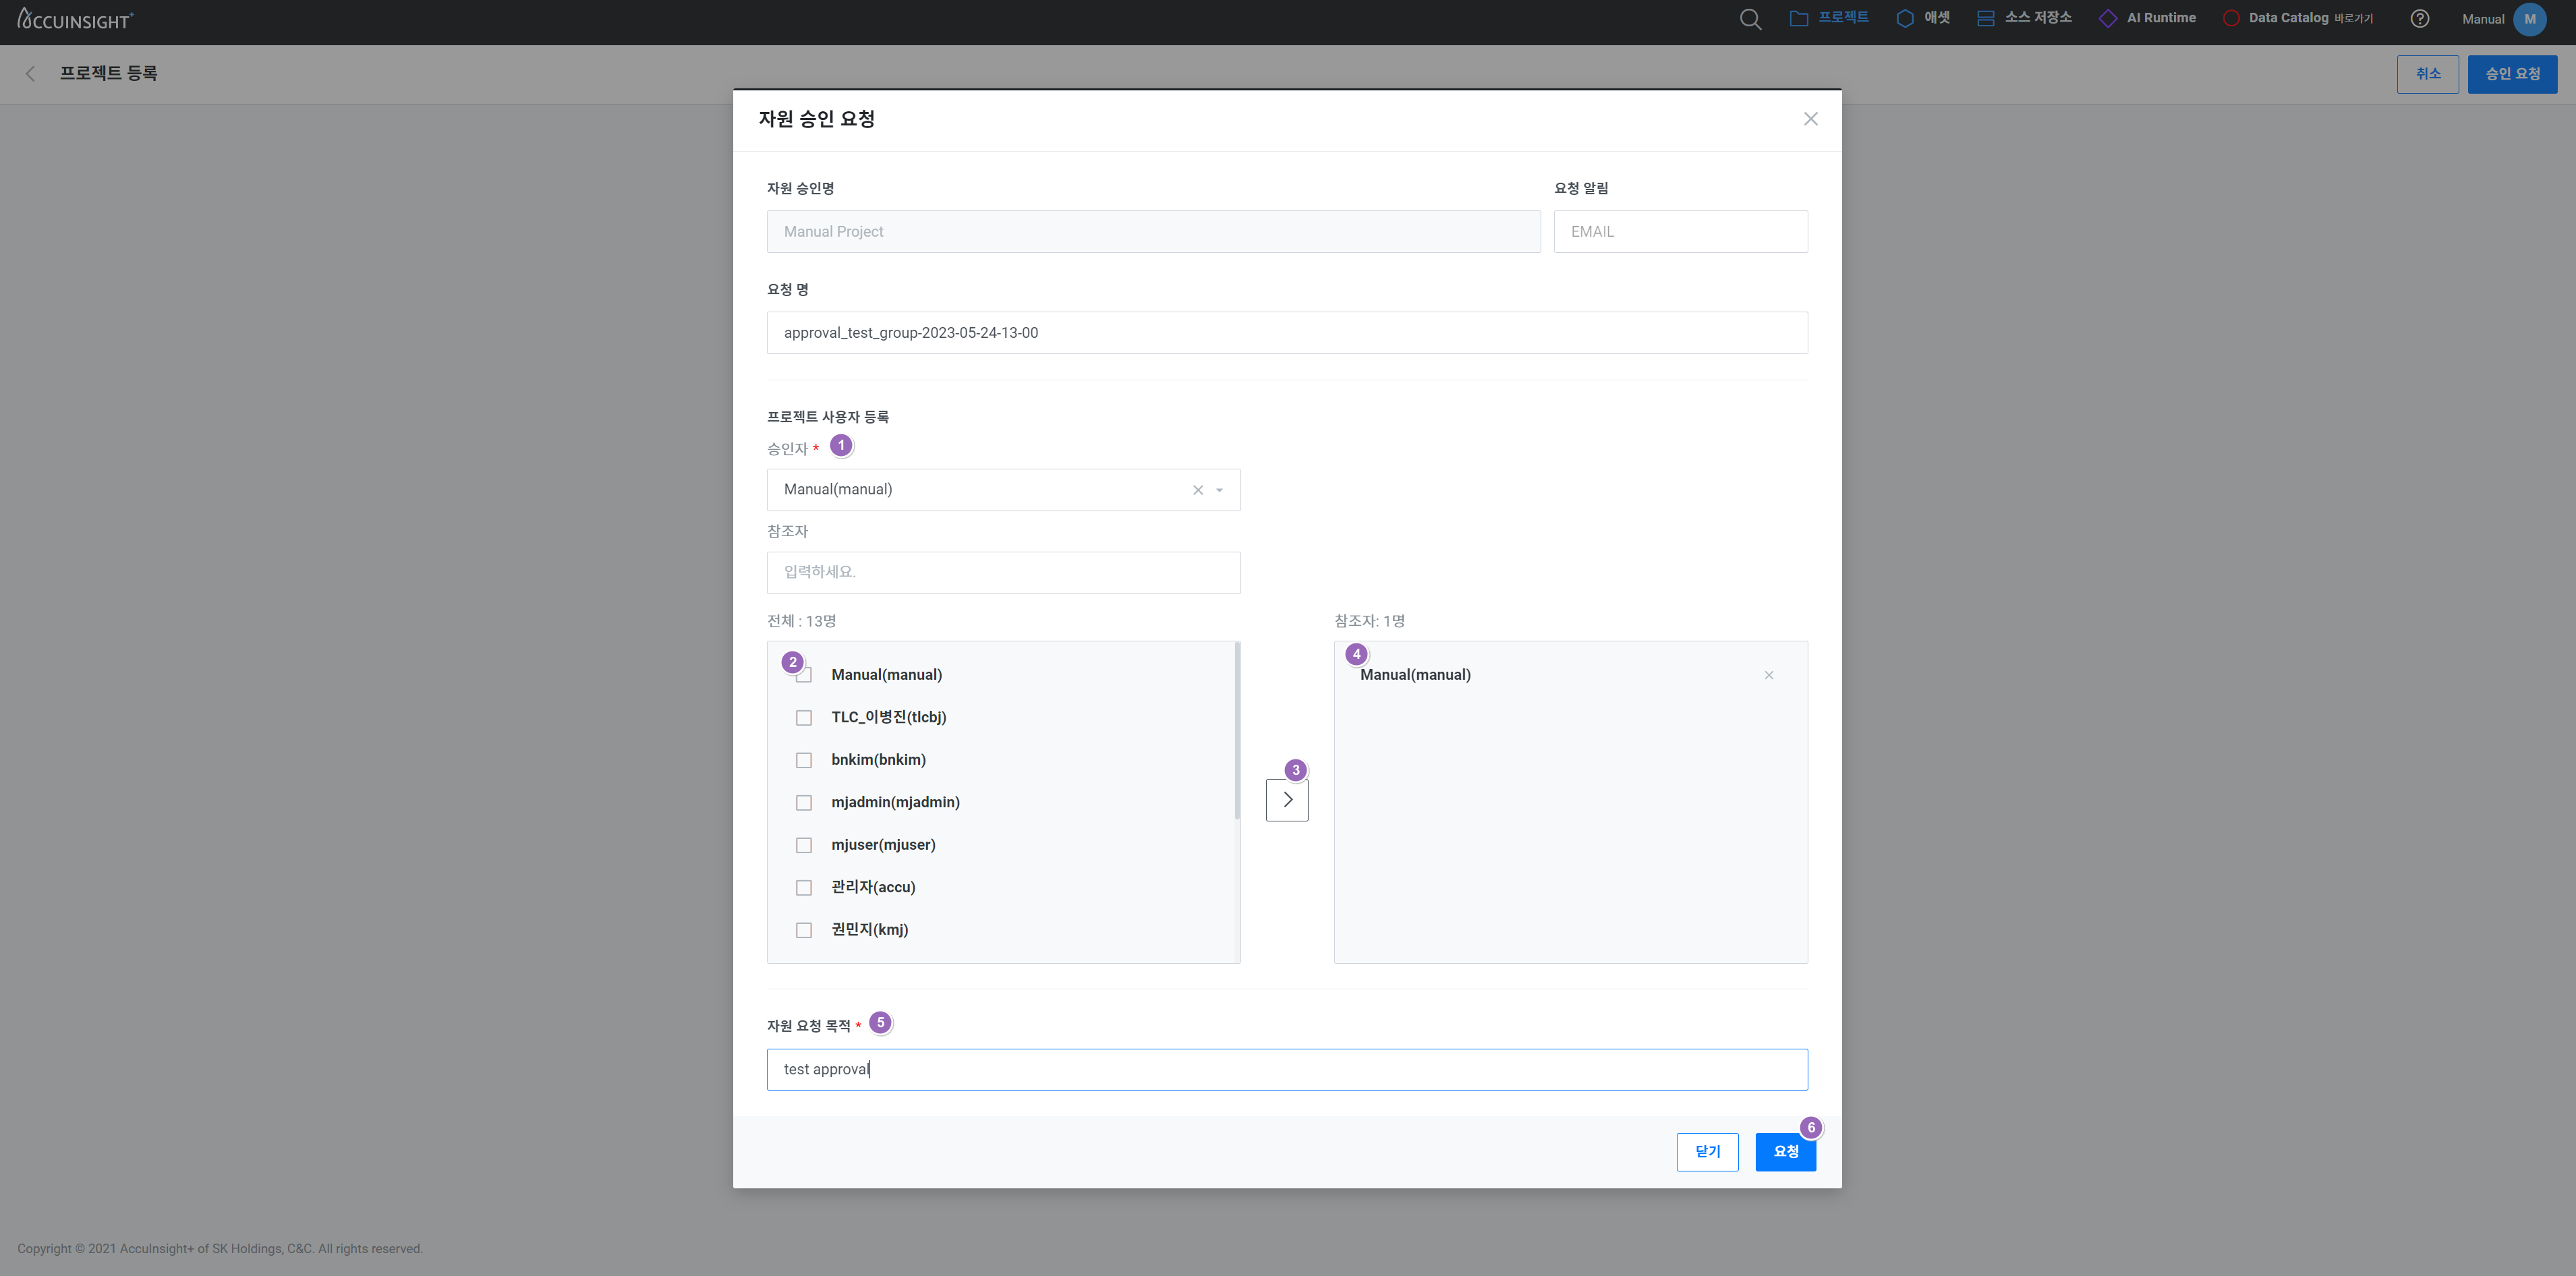 ACCUINSIGHT+
프로젝트
애셋
소스 저장소
AI Runtime
Data Catalog 바로가기
?
Manual
M
프로젝트 등록
취소
승인 요청
자원 승인 요청
자원 승인명
요청 알림
Manual Project
EMAIL
요청 명
approval_test_group-2023-05-24-13-00
프로젝트 사용자 등록
승인자 *
1
Manual(manual)
참조자
입력하세요.
전체 : 13명
참조자: 1명
2
Manual(manual)
TLC_이병진(tlcbj)
bnkim(bnkim)
mjadmin(mjadmin)
mjuser(mjuser)
관리자(accu)
권민지(kmj)
3
4
Manual(manual)
자원 요청 목적 *
5
test approval
6
닫기
요청
Copyright © 2021 AccuInsight+ of SK Holdings, C&C. All rights reserved.